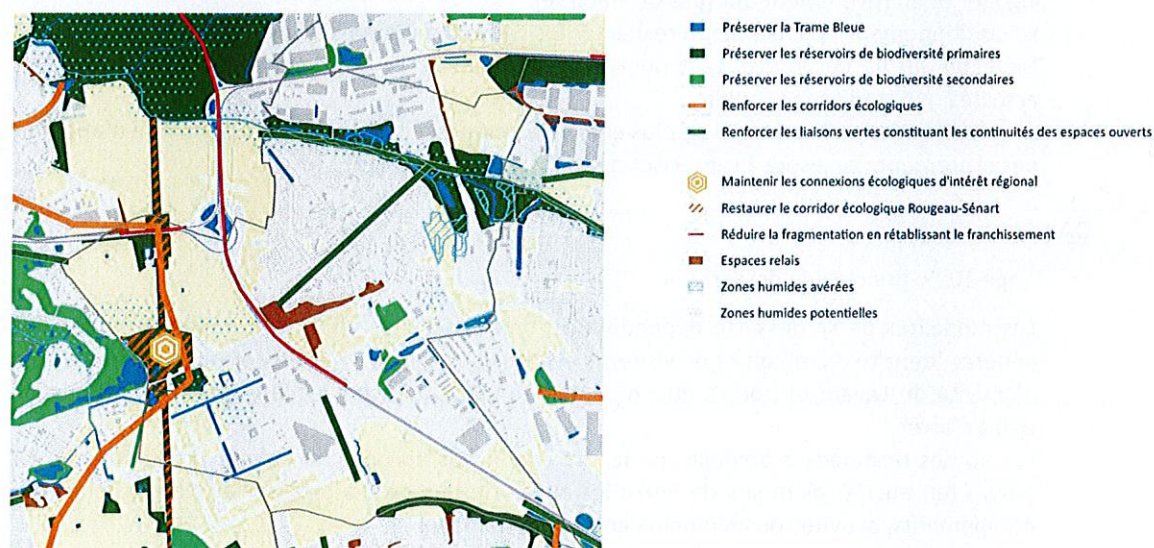 Préserver la Trame Bleue
Préserver les réservoirs de biodiversité primaires
Préserver les réservoirs de biodiversité secondaires
Renforcer les corridors écologiques
Renforcer les liaisons vertes constituant les continuités des espaces ouverts
Maintenir les connexions écologiques d'intérêt régional
Restaurer le corridor écologique Rougeau-Sénart
Réduire la fragmentation en rétablissant le franchissement
Espaces relais
Zones humides avérées
Zones humides potentielles